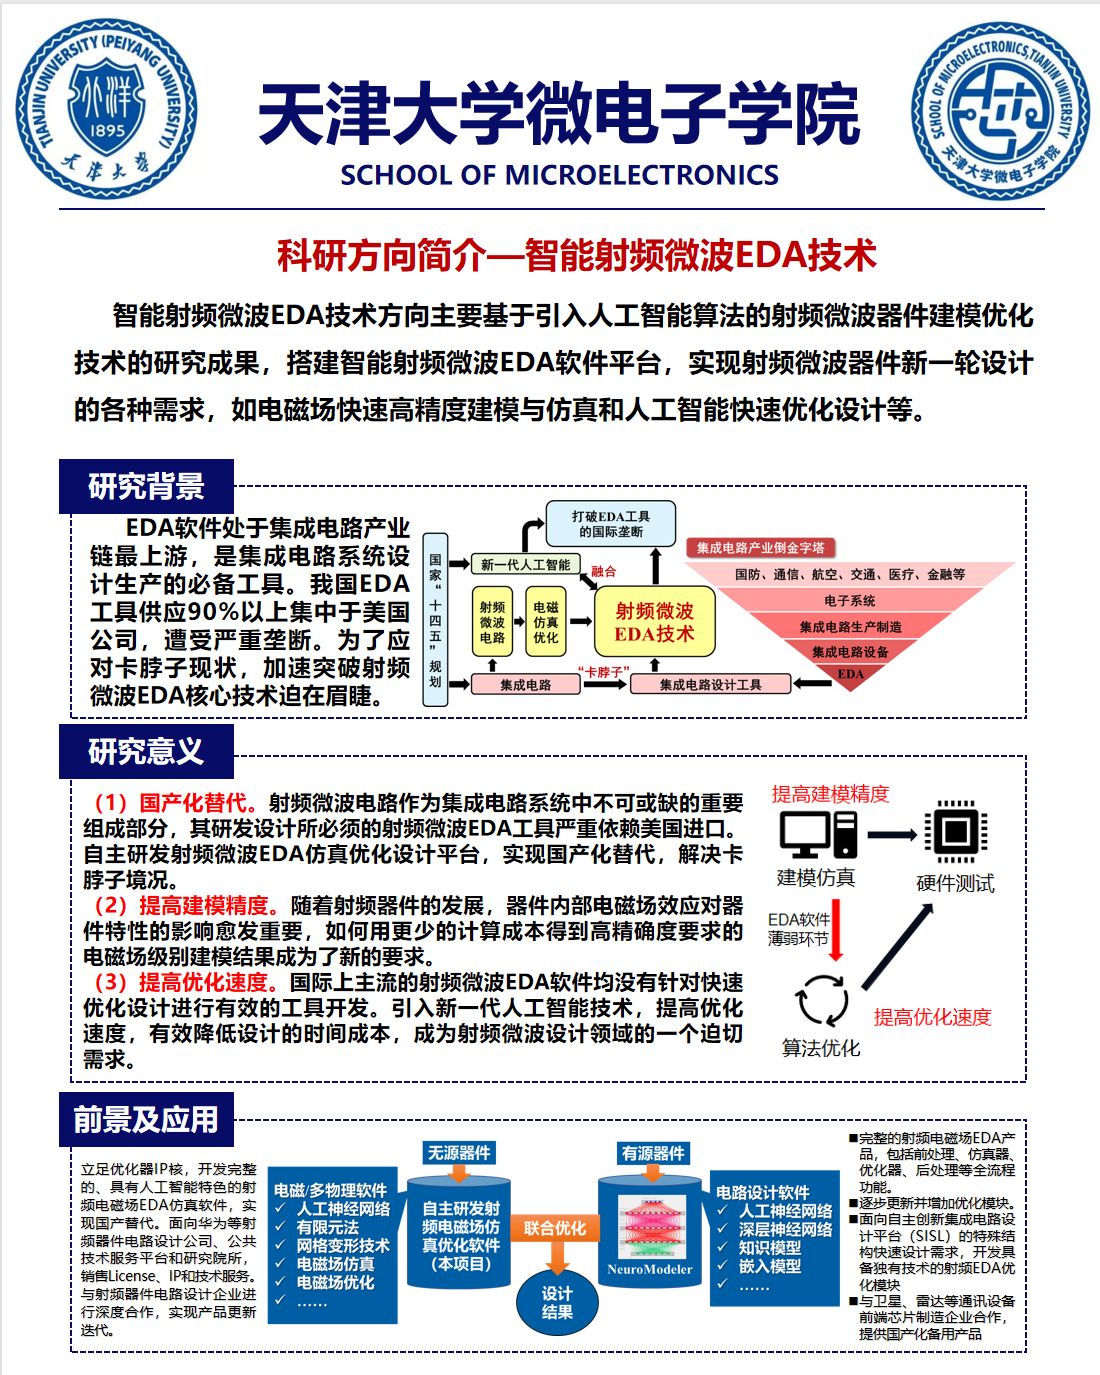 TIANJIN UNIVERSITY (PEIYANG UNIVERSITY)
北洋
1895
天津大学
天津大学微电子学院
SCHOOL OF MICROELECTRONICS
SCHOOL OF MICROELECTRONICS,TIANJIN UNIVERSITY
天津大学微电子学院
科研方向简介—智能射频微波EDA技术
智能射频微波EDA技术方向主要基于引入人工智能算法的射频微波器件建模优化
技术的研究成果，搭建智能射频微波EDA软件平台，实现射频微波器件新一轮设计
的各种需求，如电磁场快速高精度建模与仿真和人工智能快速优化设计等。
研究背景
EDA软件处于集成电路产业
链最上游，是集成电路系统设
计生产的必备工具。我国EDA
工具供应90%以上集中于美国
公司，遭受严重垄断。为了应
对卡脖子现状，加速突破射频
微波EDA核心技术迫在眉睫。
国家“十四五”规划
打破EDA工具
的国际垄断
新一代人工智能
融合
射频
微波
电路
电磁
仿真
优化
射频微波
EDA技术
“卡脖子”
集成电路
集成电路设计工具
集成电路产业倒金字塔
国防、通信、航空、交通、医疗、金融等
电子系统
集成电路生产制造
集成电路设备
EDA
研究意义
（1）国产化替代。射频微波电路作为集成电路系统中不可或缺的重要
组成部分，其研发设计所必须的射频微波EDA工具严重依赖美国进口。
自主研发射频微波EDA仿真优化设计平台，实现国产化替代，解决卡
脖子境况。
（2）提高建模精度。随着射频器件的发展，器件内部电磁场效应对器
件特性的影响愈发重要，如何用更少的计算成本得到高精确度要求的
电磁场级别建模结果成为了新的要求。
（3）提高优化速度。国际上主流的射频微波EDA软件均没有针对快速
优化设计进行有效的工具开发。引入新一代人工智能技术，提高优化
速度，有效降低设计的时间成本，成为射频微波设计领域的一个迫切
需求。
提高建模精度
建模仿真
硬件测试
EDA软件
薄弱环节
提高优化速度
算法优化
前景及应用
立足优化器IP核，开发完整
的、具有人工智能特色的射
频电磁场EDA仿真软件，实
现国产替代。面向华为等射
频器件电路设计公司、公共
技术服务平台和研究院所，
销售License、IP和技术服务。
与射频器件电路设计企业进
行深度合作，实现产品更新
迭代。
电磁/多物理软件
✓ 人工神经网络
✓ 有限元法
✓ 网格变形技术
✓ 电磁场仿真
✓ 电磁场优化
✓ ……
无源器件
自主研发射
频电磁场仿
真优化软件
（本项目）
联合优化
设计
结果
有源器件
NeuroModeler
电路设计软件
✓ 人工神经网络
✓ 深层神经网络
✓ 知识模型
✓ 嵌入模型
✓ ……
■完整的射频电磁场EDA产
品，包括前处理、仿真器、
优化器、后处理等全流程
功能。
■逐步更新并增加优化模块。
■面向自主创新集成电路设
计平台（SISL）的特殊结
构快速设计需求，开发具
备独有技术的射频EDA优
化模块
■与卫星、雷达等通讯设备
前端芯片制造企业合作，
提供国产化备用产品